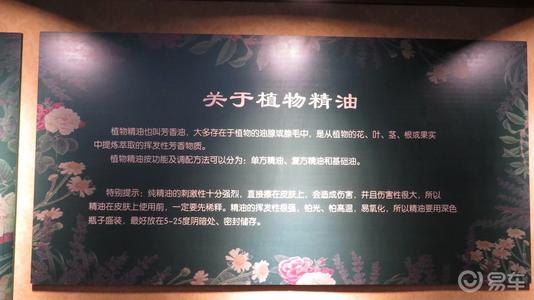 关于植物精油
植物精油也叫芳香油，大多存在于植物的油腺或腺毛中，是从植物的花、叶、茎、根或果实
中提炼萃取的挥发性芳香物质。
植物精油按功能及调配方法可以分为：单方精油、复方精油和基础油。
特别提示：纯精油的刺激性十分强烈，直接擦在皮肤上，会造成伤害，并且伤害性很大，所以
精油在皮肤上使用前，一定要先稀释。精油的挥发性很强，怕光、怕高温，易氧化，所以精油要用深色
瓶子盛装，最好放在5-25度阴暗处、密封储存。
易车